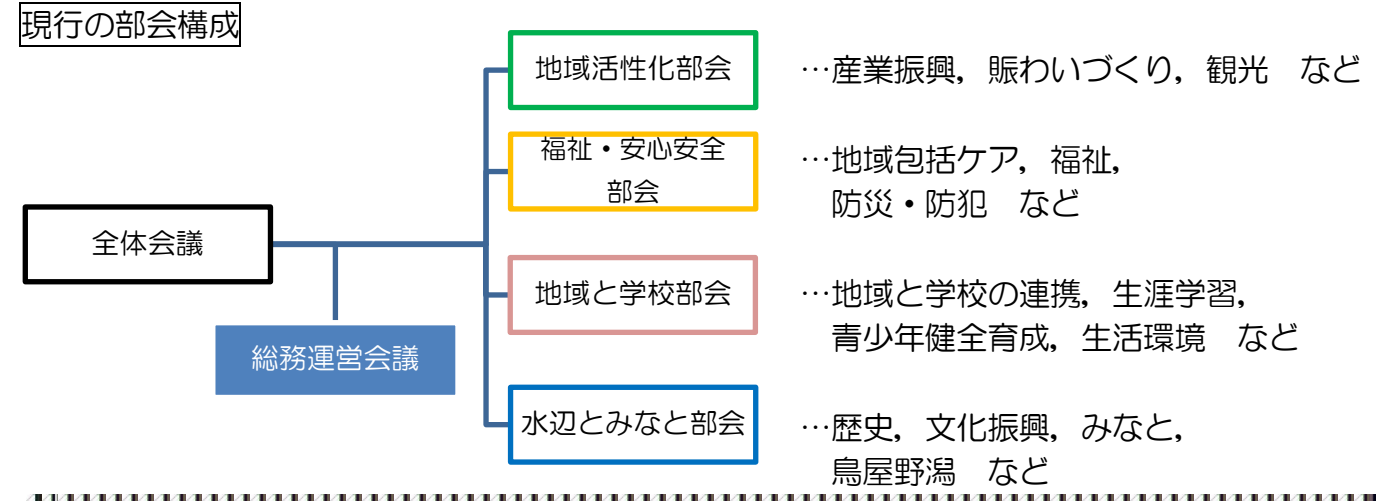 現行の部会構成
地域活性化部会
…産業振興，賑わいづくり，観光　など
福祉・安心安全
部会
…地域包括ケア，福祉，
防災・防犯　など
全体会議
地域と学校部会
…地域と学校の連携，生涯学習，
青少年健全育成，生活環境　など
総務運営会議
水辺とみなと部会
…歴史，文化振興，みなと，
鳥屋野潟　など